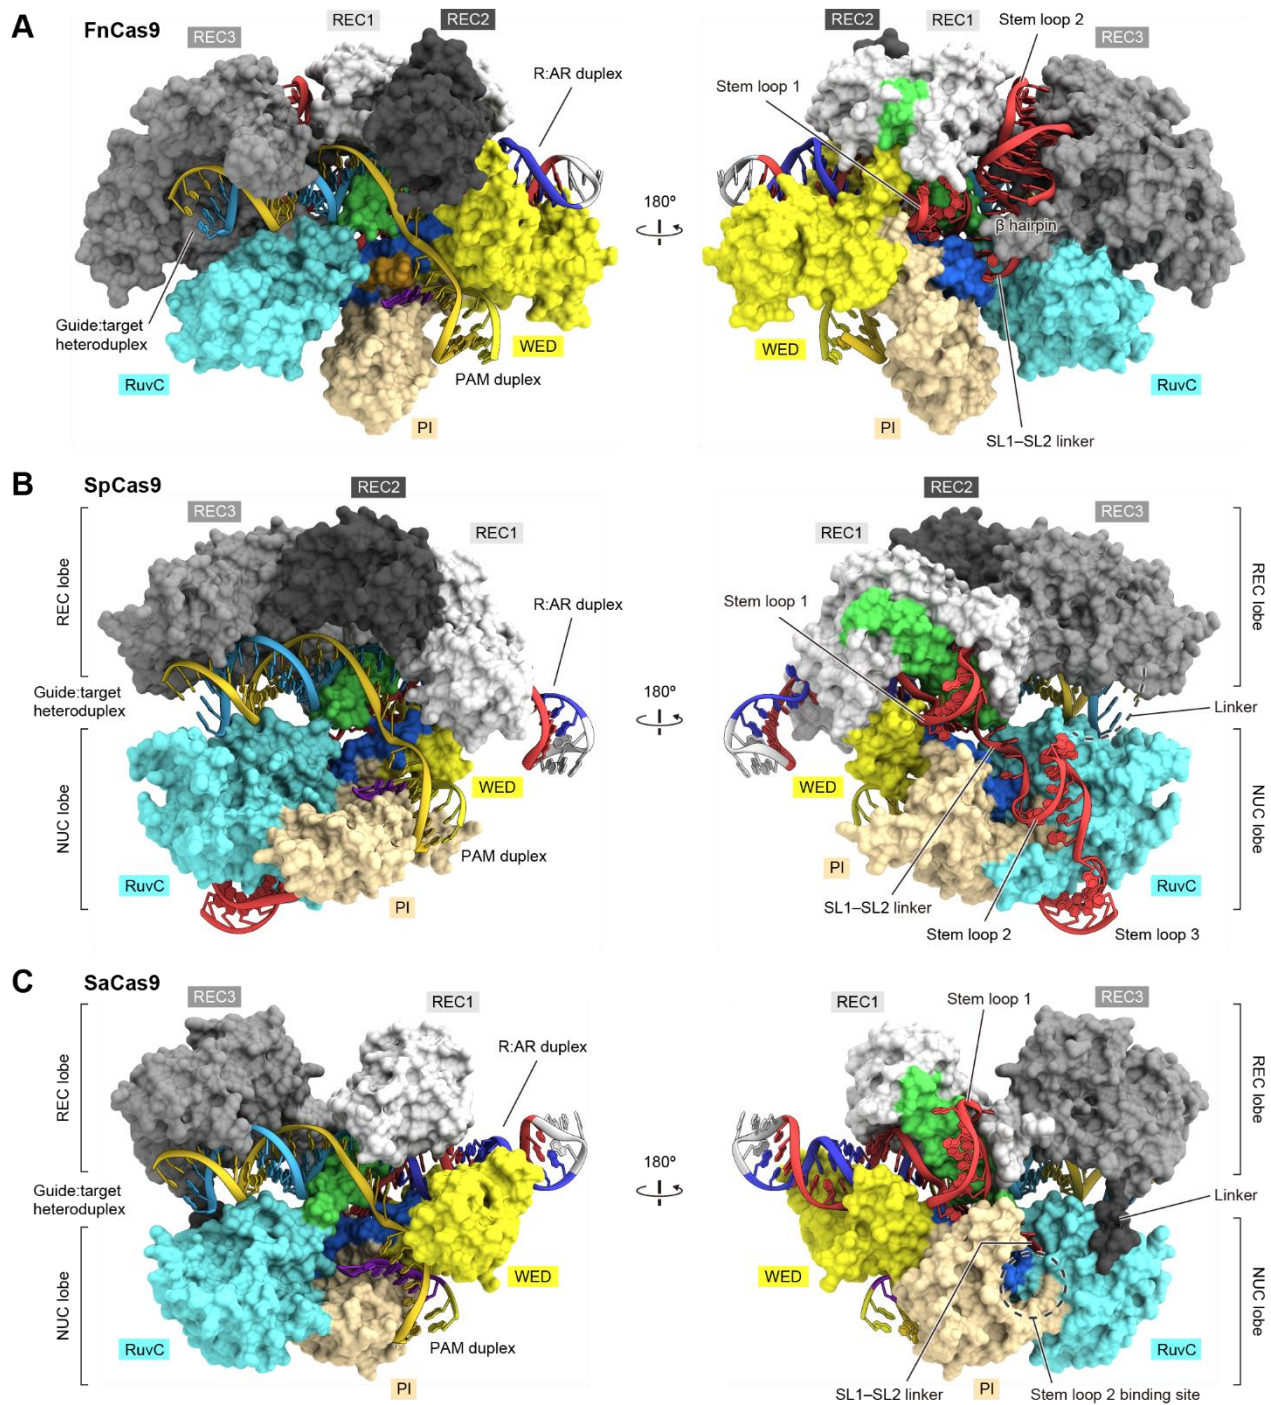 A
FnCas9
REC3
REC1
REC2
R:AR duplex
Guide:target
heteroduplex
RuvC
PI
WED
PAM duplex
180º
REC2
REC1
Stem loop 2
REC3
Stem loop 1
β hairpin
WED
PI
RuvC
SL1–SL2 linker
B
SpCas9
REC2
REC3
REC1
REC lobe
R:AR duplex
Guide:target
heteroduplex
NUC lobe
WED
PAM duplex
RuvC
PI
180º
REC2
REC3
REC1
Stem loop 1
REC lobe
Linker
WED
NUC lobe
PI
RuvC
SL1–SL2 linker
Stem loop 2
Stem loop 3
C
SaCas9
REC3
REC1
R:AR duplex
REC lobe
Guide:target
heteroduplex
NUC lobe
WED
RuvC
PAM duplex
PI
180º
REC1
Stem loop 1
REC3
REC lobe
Linker
WED
NUC lobe
RuvC
SL1–SL2 linker
PI
Stem loop 2 binding site